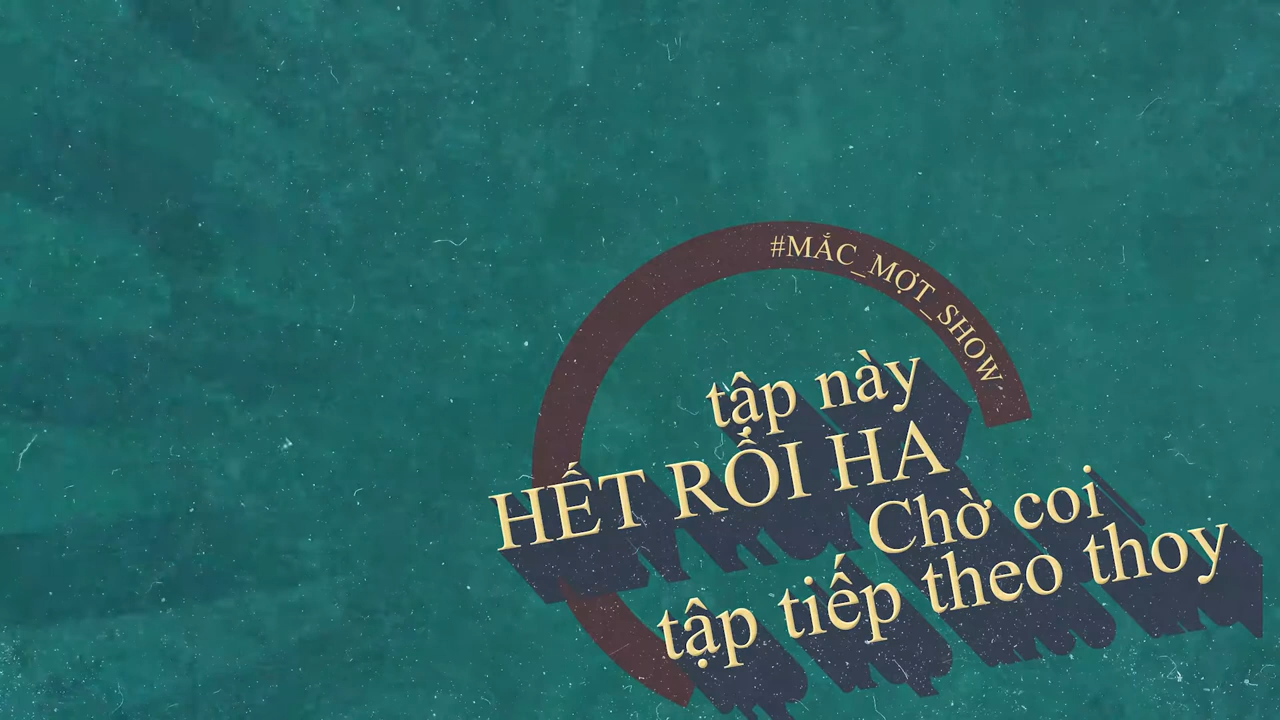 #MẮC_MỢT_SHOW
tập này
HẾT RỒI HA
Chờ coi
tập tiếp theo thoy